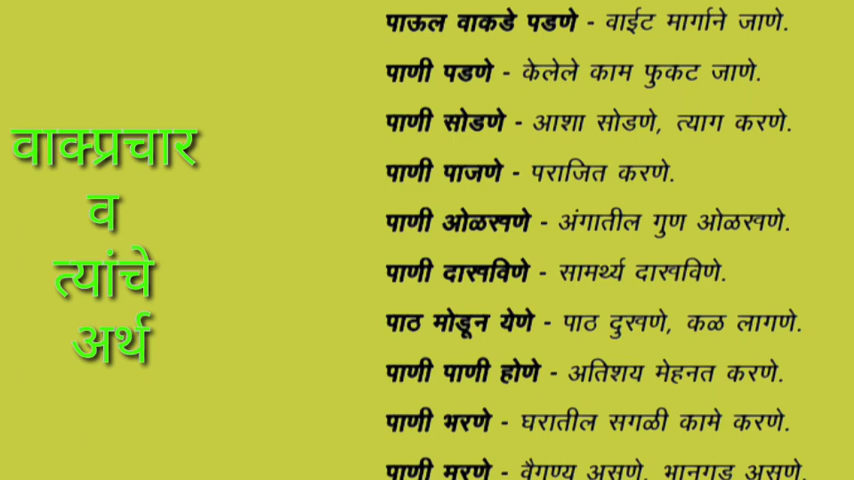 वाक्प्रचार
व
त्यांचे
अर्थ
पाऊल वाकडे पडणे - वाईट मार्गाने जाणे.
पाणी पडणे - केलेले काम फुकट जाणे.
पाणी सोडणे - आशा सोडणे, त्याग करणे.
पाणी पाजणे - पराजित करणे.
पाणी ओळखणे - अंगातील गुण ओळखणे.
पाणी दाखविणे - सामर्थ्य दाखविणे.
पाठ मोडून येणे - पाठ दुखणे, कळ लागणे.
पाणी पाणी होणे - अतिशय मेहनत करणे.
पाणी भरणे - घरातील सगळी कामे करणे.
पाणी मुरणे - वैगुण्य असणे, भानगड असणे.